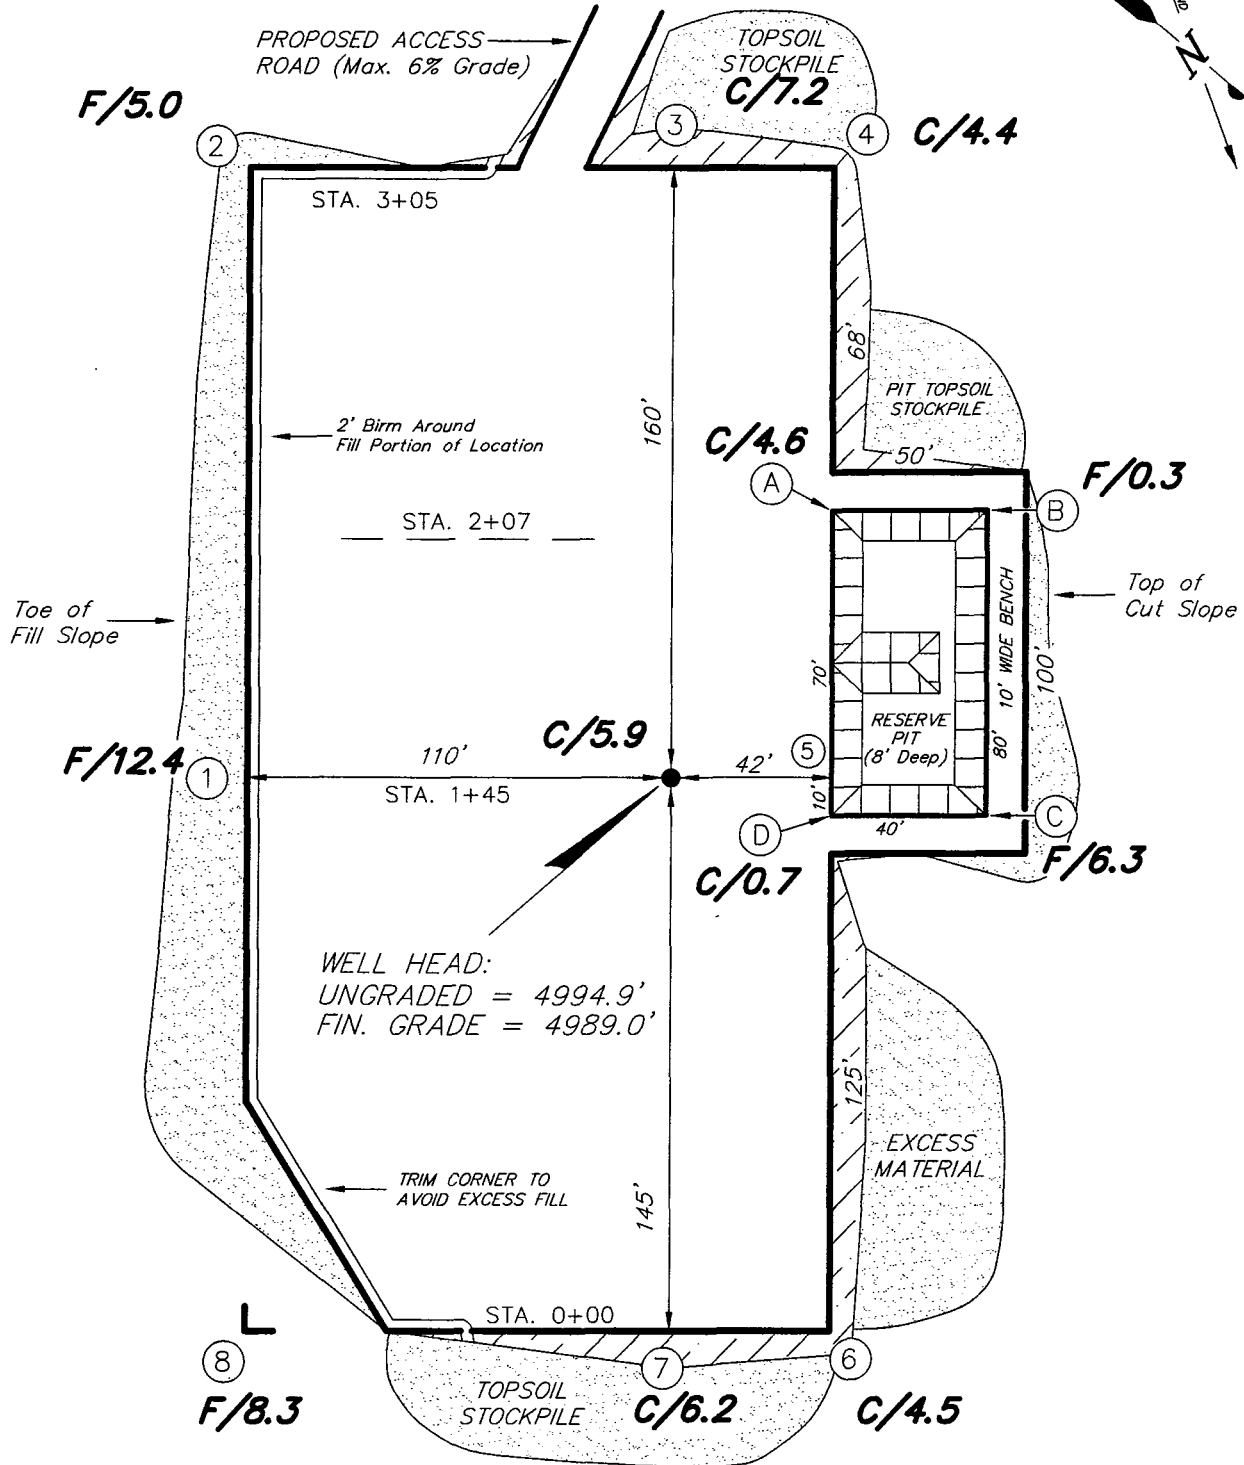 PROPOSED ACCESS
ROAD (Max. 6% Grade)
TOPSOIL
STOCKPILE
N
F/5.0
C/7.2
2
3
4
C/4.4
STA. 3+05
68'
PIT TOPSOIL
STOCKPILE
2' Birm Around
Fill Portion of Location
160'
C/4.6
50'
F/0.3
A
B
STA. 2+07
Toe of
Fill Slope
Top of
Cut Slope
10' WIDE BENCH
100'
70'
RESERVE
PIT
(8' Deep)
80'
F/12.4
1
110'
STA. 1+45
C/5.9
42'
5
10'
40'
D
C
C/0.7
F/6.3
WELL HEAD:
UNGRADED = 4994.9'
FIN. GRADE = 4989.0'
125'
EXCESS
MATERIAL
TRIM CORNER TO
AVOID EXCESS FILL
145'
STA. 0+00
8
7
6
F/8.3
TOPSOIL
STOCKPILE
C/6.2
C/4.5